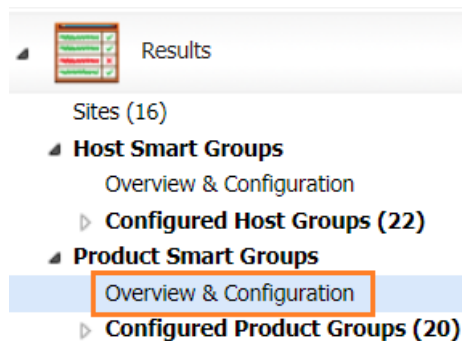 Results
Sites (16)
Host Smart Groups
Overview & Configuration
Configured Host Groups (22)
Product Smart Groups
Overview & Configuration
Configured Product Groups (20)